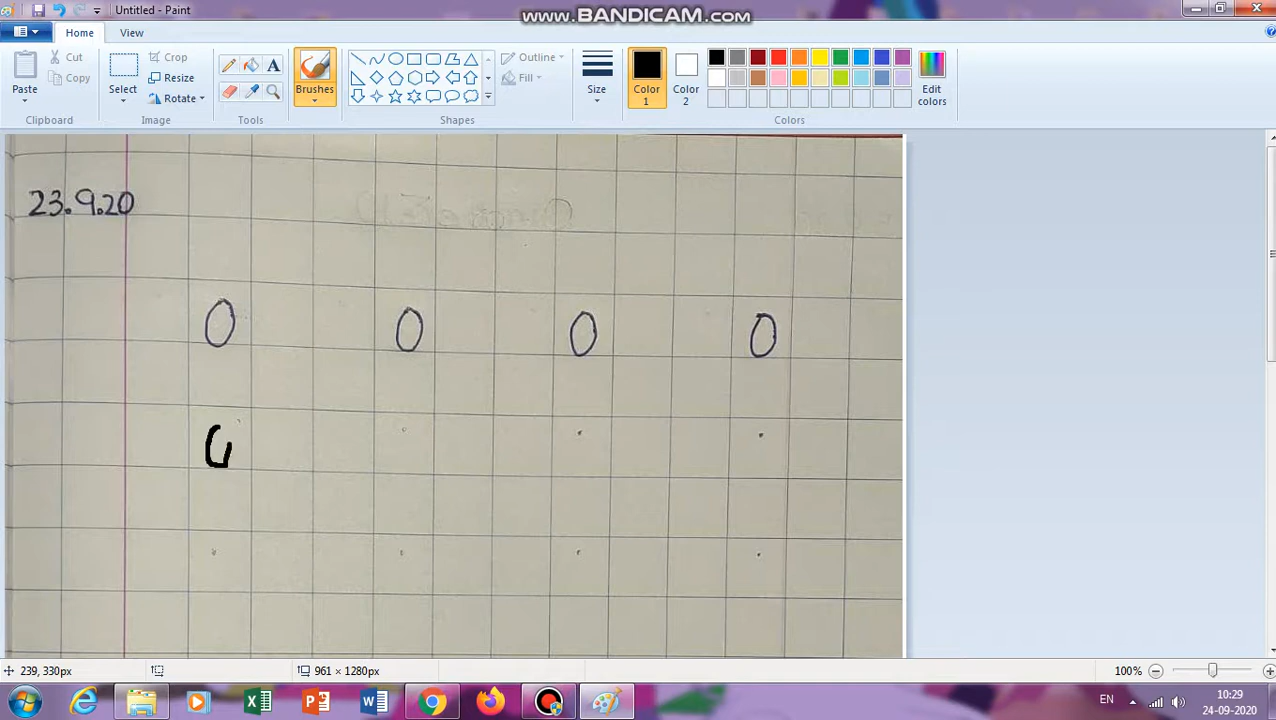 Untitled - Paint
www.BANDICAM.com
Home
View
Paste
Cut
Copy
Clipboard
Select
Crop
Resize
Rotate
Image
A
Tools
Brushes
Outline
Fill
Shapes
Size
Color 1
Color 2
Edit colors
Colors
23.9.20
0 0 0 0
239, 330px
961 × 1280px
100%
EN
10:29
24-09-2020